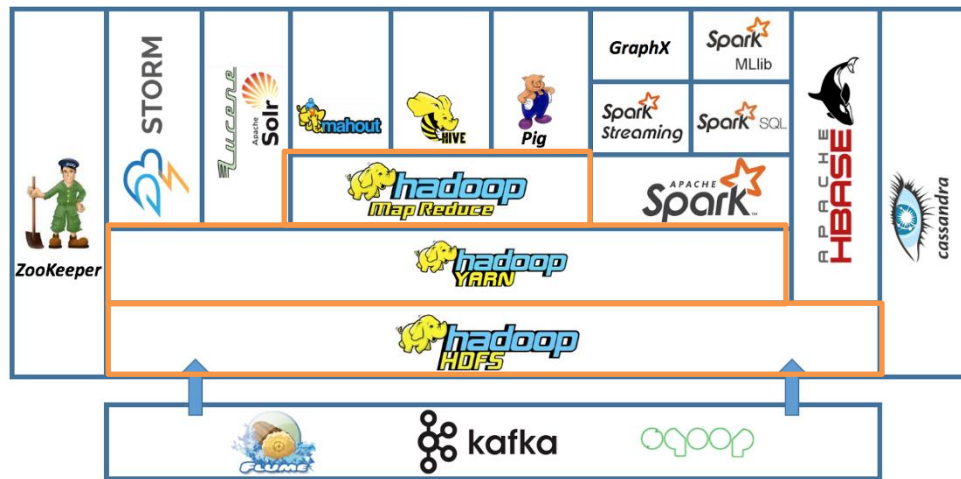 GraphX
Spark
MLlib
STORM
Lucene
Apache
Solr
mahout
HIVE
Pig
Spark
Streaming
Spark SQL
APACHE
HBASE
hadoop
Map Reduce
APACHE
Spark™
cassandra
ZooKeeper
hadoop
YARN
hadoop
HDFS
FLUME
kafka
sqoop